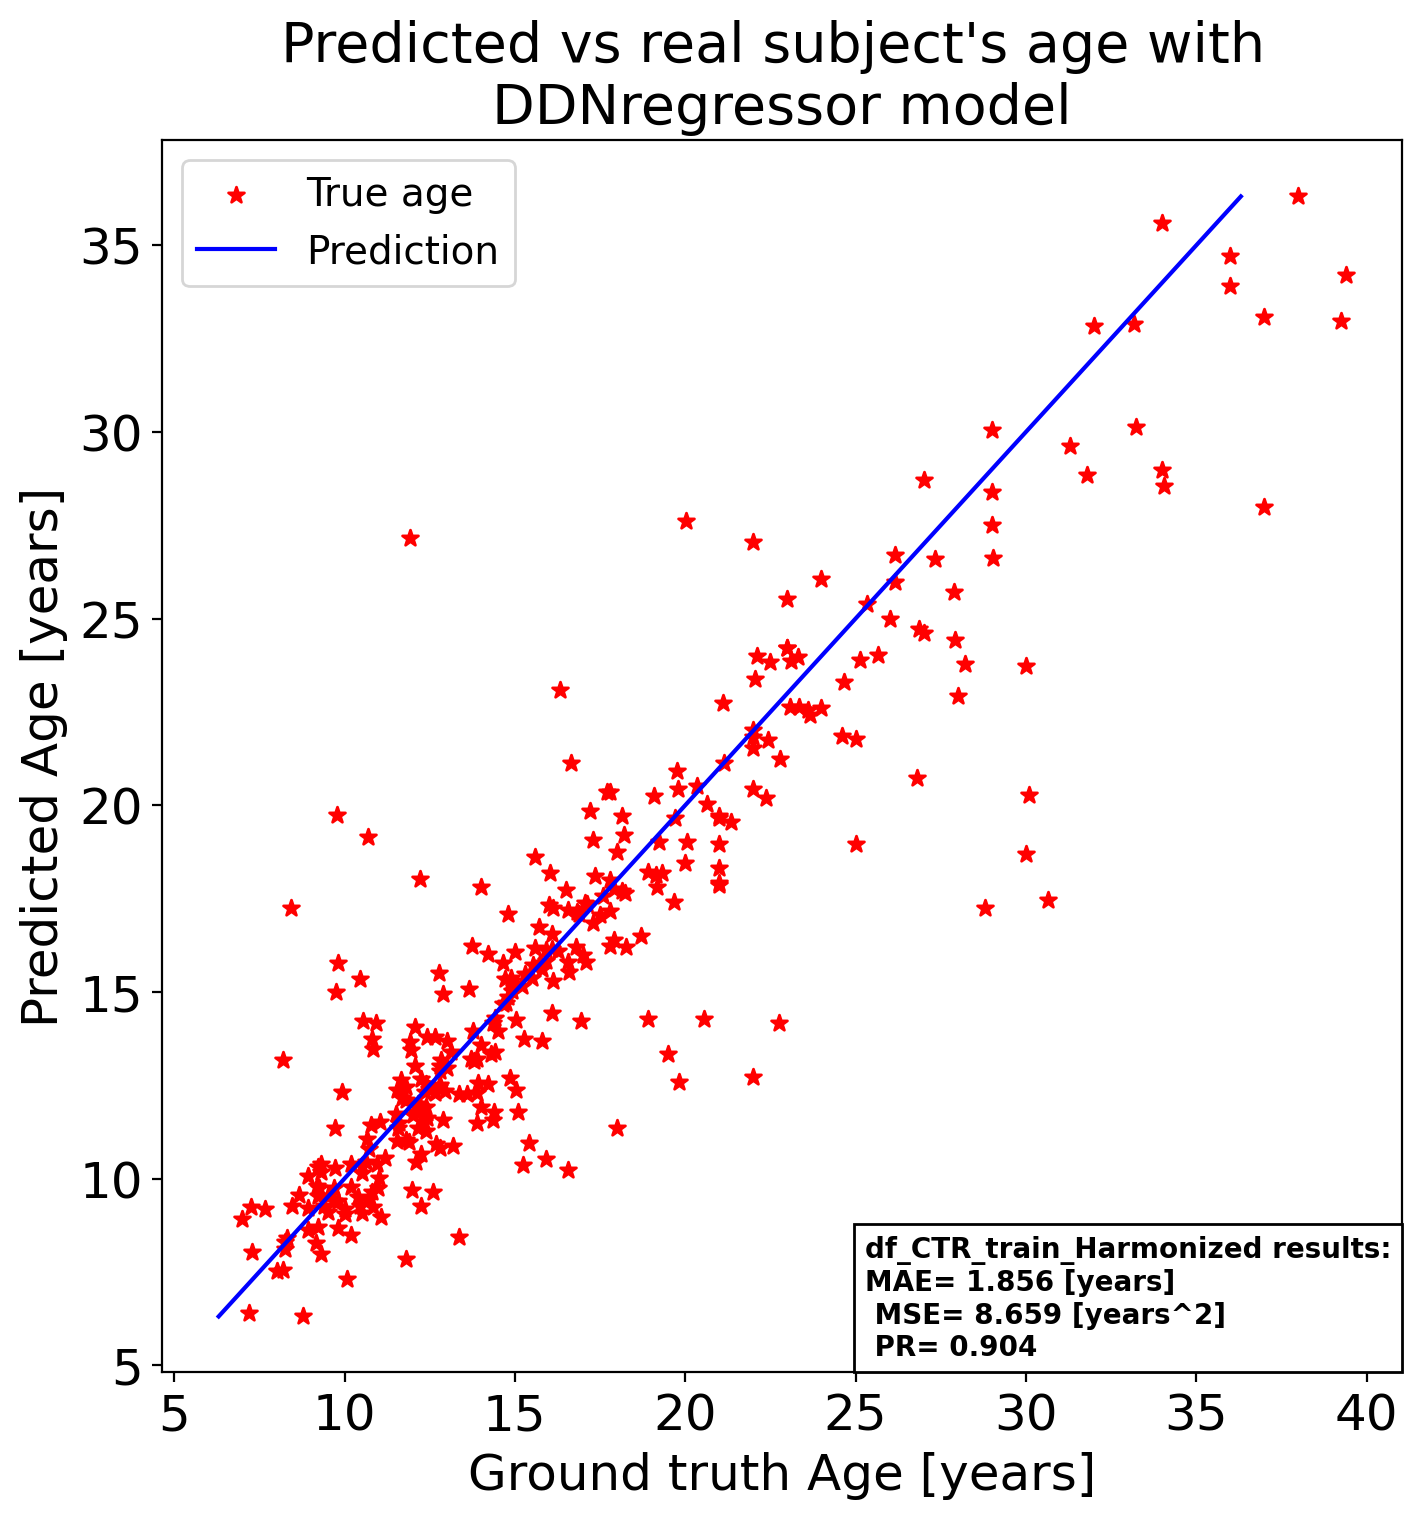 Predicted vs real subject's age with
DDNregressor model
True age
Prediction
35
30
25
20
15
10
5
Predicted Age [years]
df_CTR_train_Harmonized results:
MAE= 1.856 [years]
MSE= 8.659 [years^2]
PR= 0.904
5 10 15 20 25 30 35 40
Ground truth Age [years]